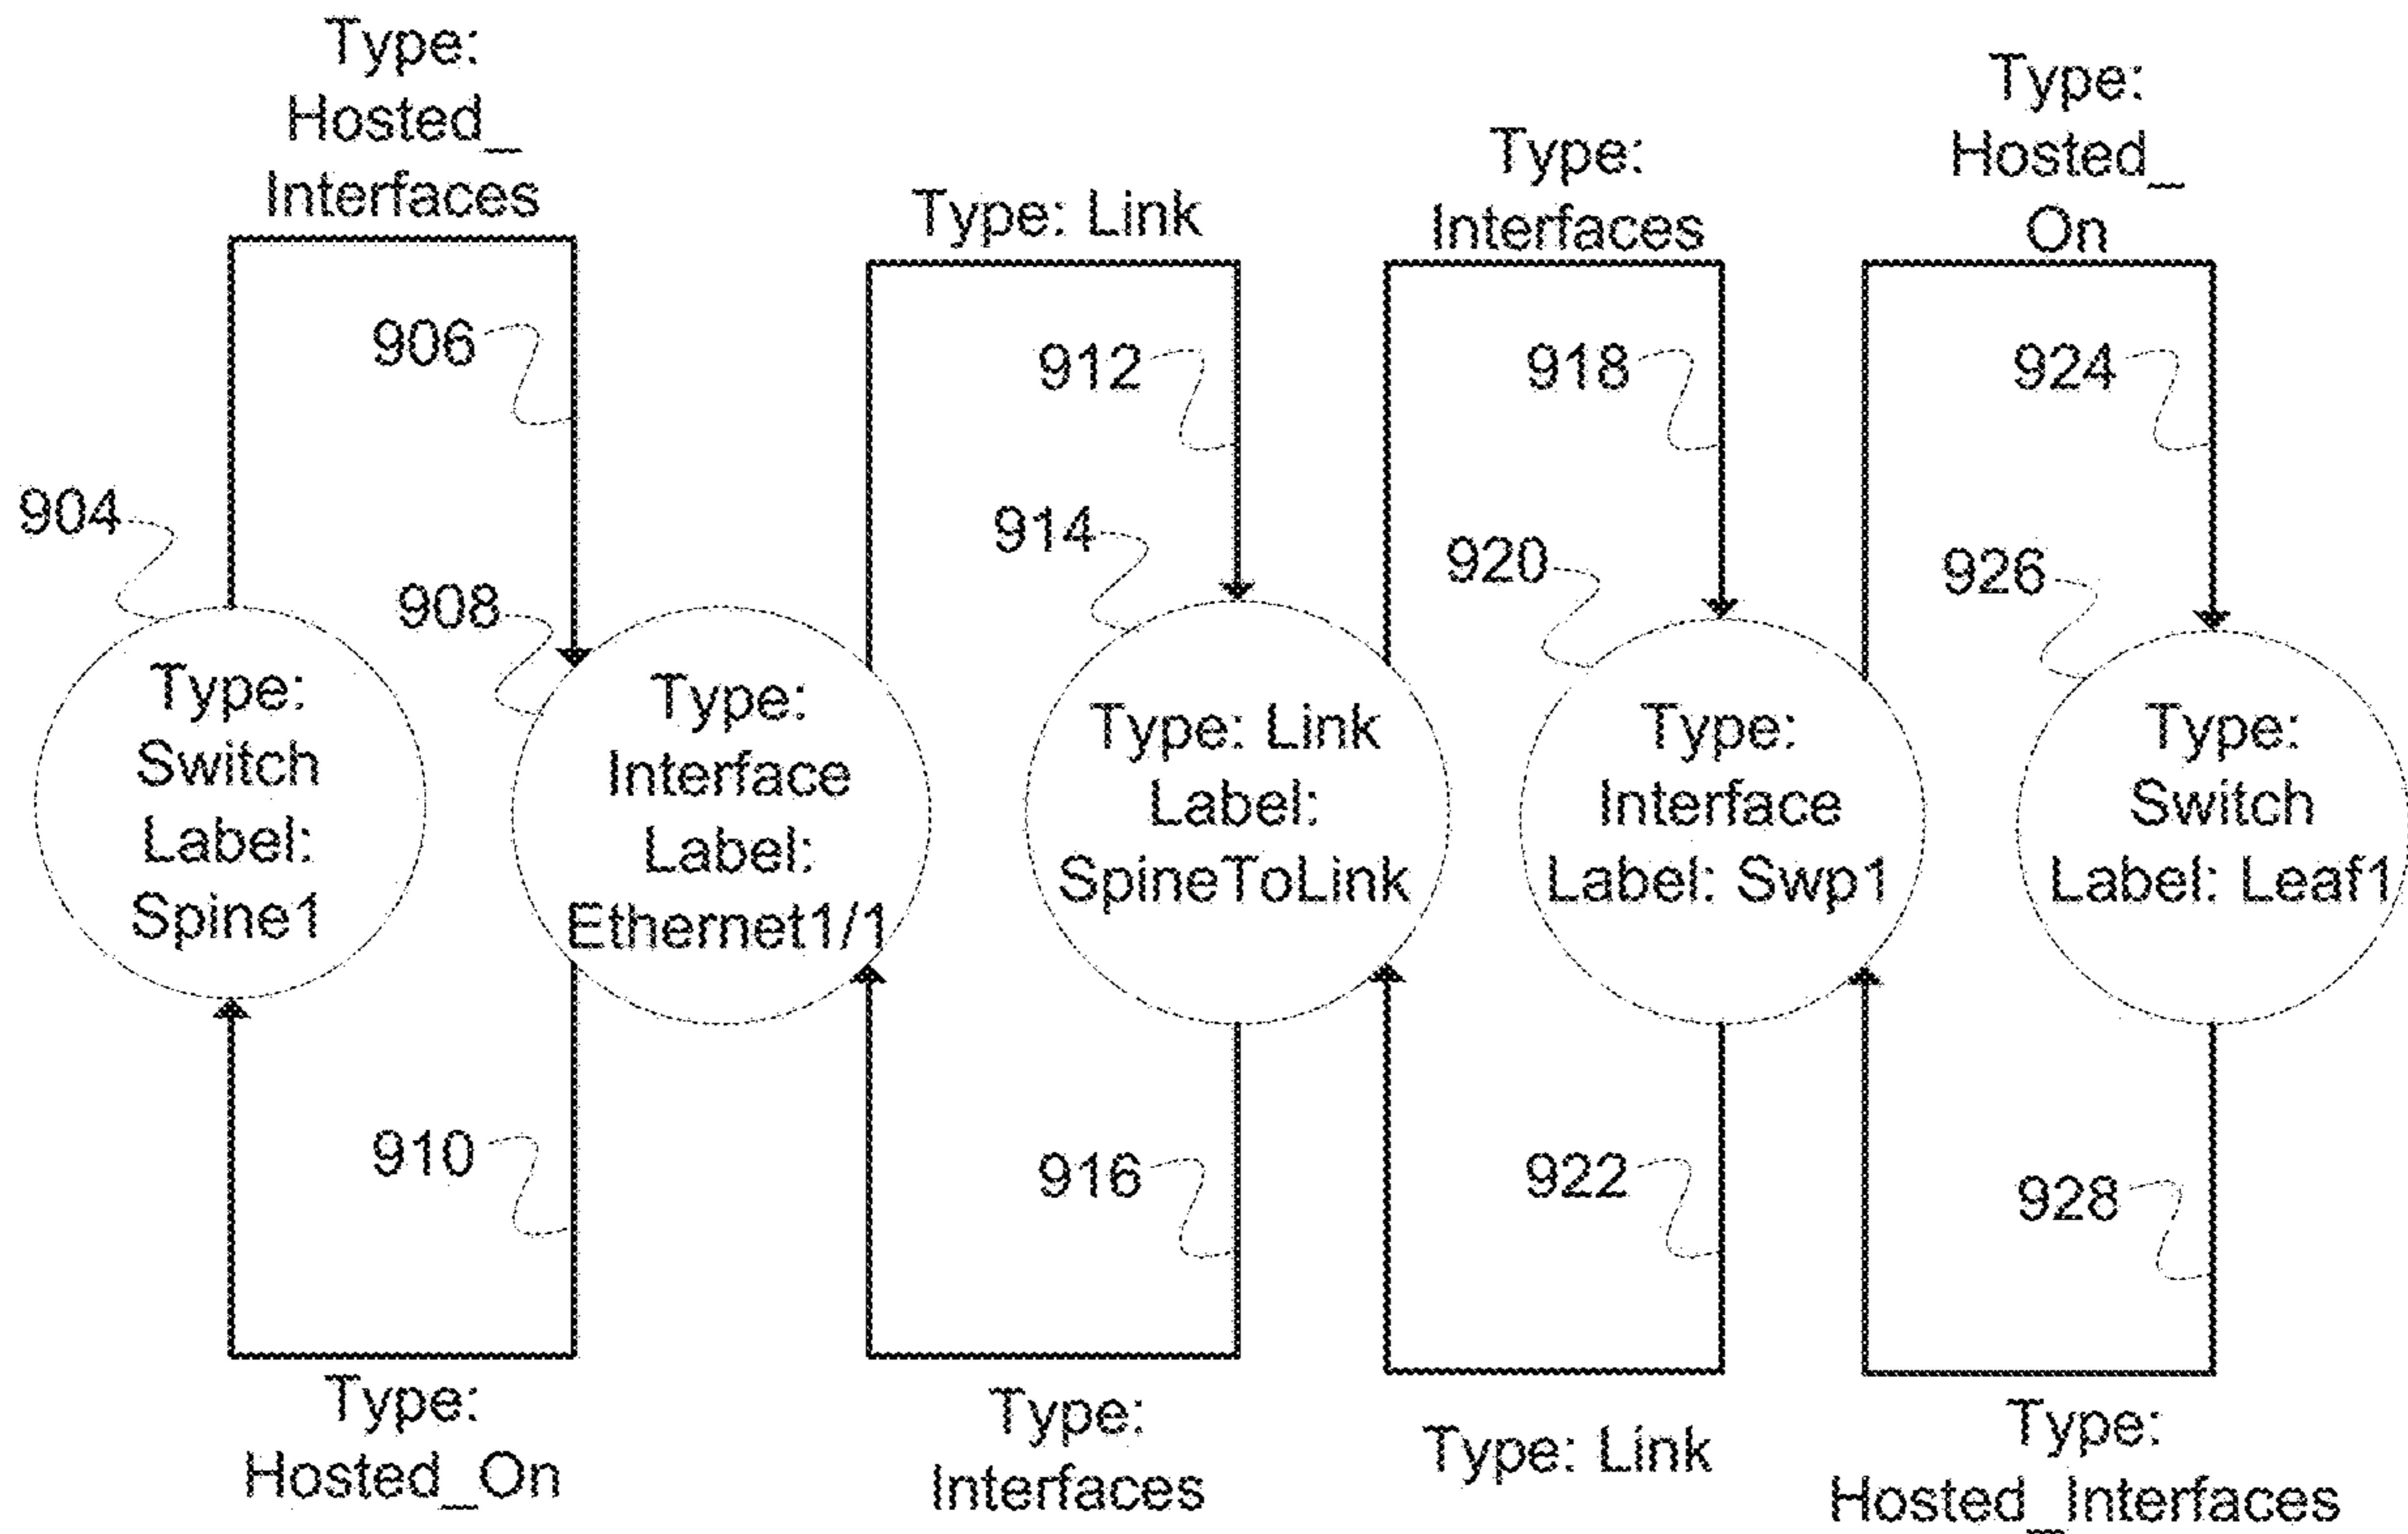 Type:
Hosted_
Interfaces
Type: Link
Type:
Interfaces
Type:
Hosted_
On
906
912
918
924
904
908
914
920
926
Type:
Switch
Label:
Spine1
Type:
Interface
Label:
Ethernet1/1
Type: Link
Label:
SpineToLink
Type:
Interface
Label: Swp1
Type:
Switch
Label: Leaf1
910
916
922
928
Type:
Hosted_On
Type:
Interfaces
Type: Link
Type:
Hosted_Interfaces